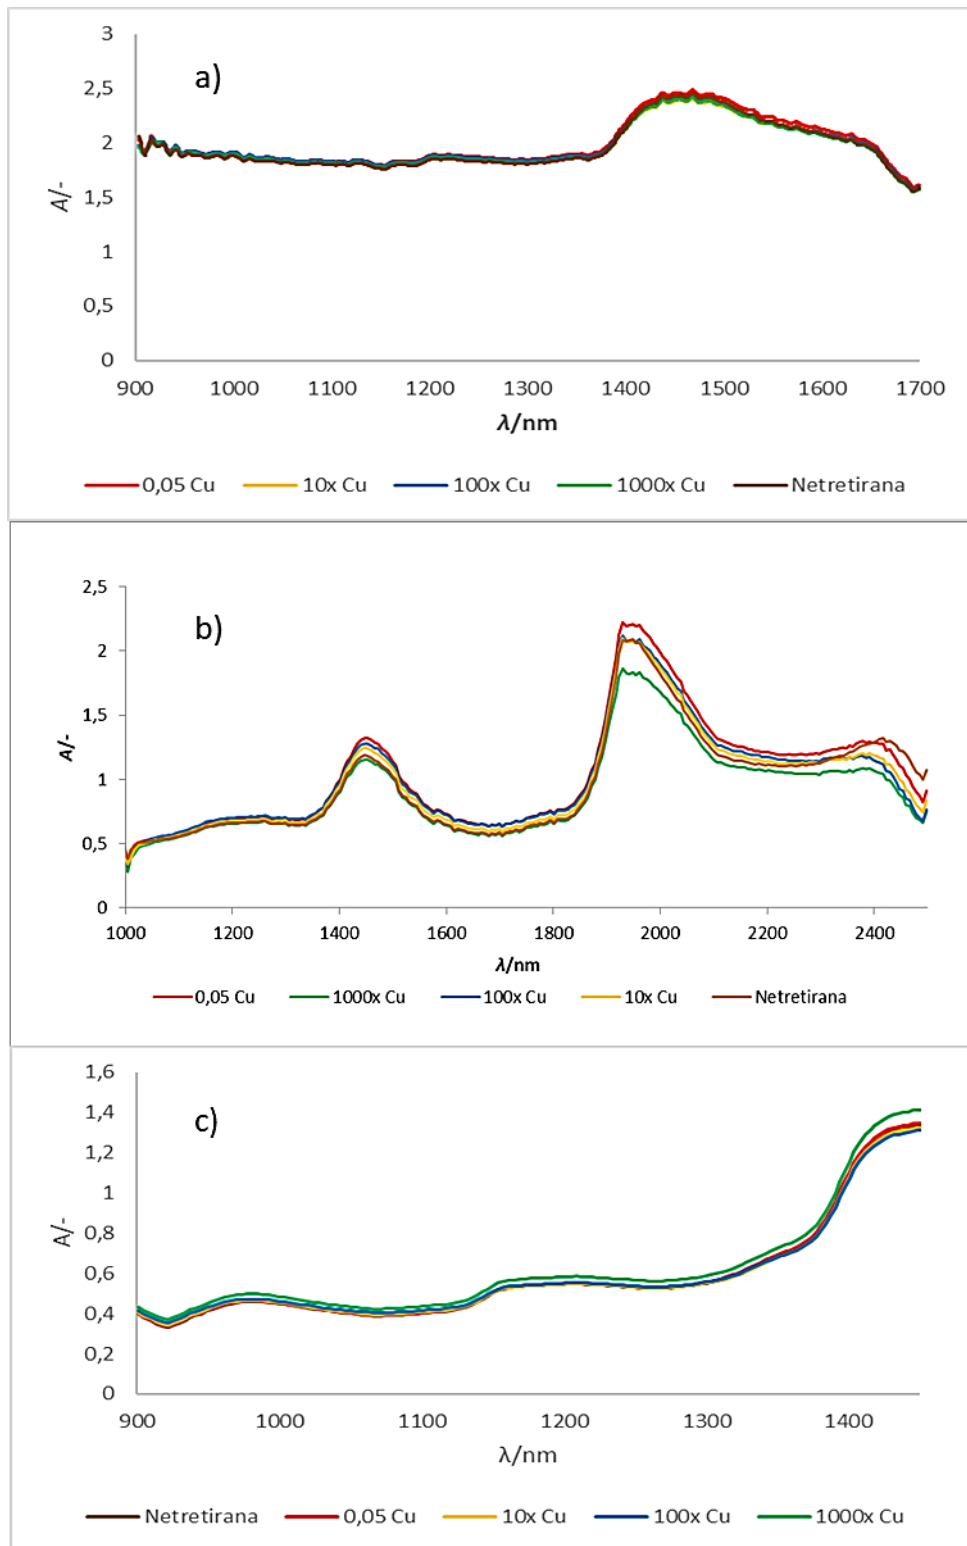 a)
3
2,5
2
1,5
1
0,5
0
A/-
900 1000 1100 1200 1300 1400 1500 1600 1700
λ/nm
0,05 Cu 10x Cu 100x Cu 1000x Cu Netretirana
b)
2,5
2
1,5
1
0,5
0
A/-
1000 1200 1400 1600 1800 2000 2200 2400
λ/nm
0,05 Cu 1000x Cu 100x Cu 10x Cu Netretirana
c)
1,6
1,4
1,2
1
0,8
0,6
0,4
0,2
0
A/-
900 1000 1100 1200 1300 1400
λ/nm
Netretirana 0,05 Cu 10x Cu 100x Cu 1000x Cu